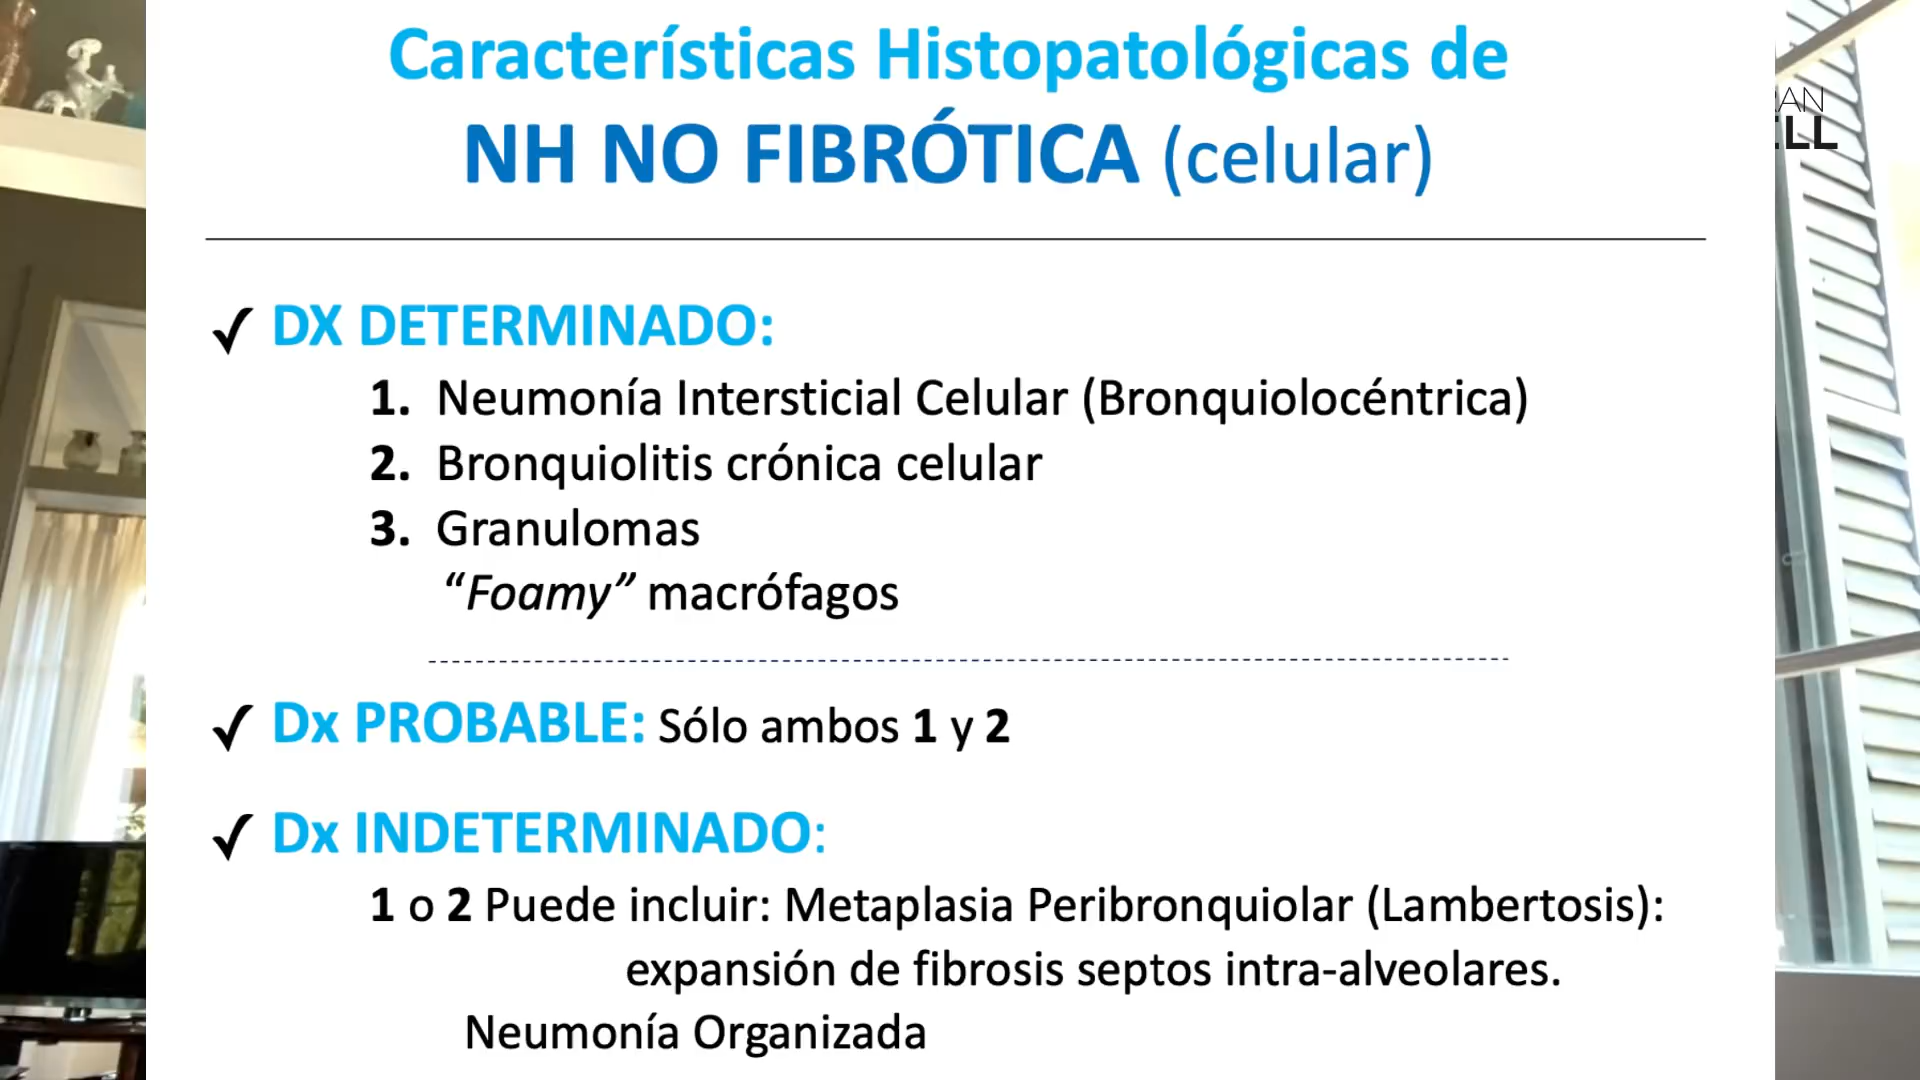 Características Histopatológicas de
NH NO FIBRÓTICA (celular)
✓ DX DETERMINADO:
1. Neumonía Intersticial Celular (Bronquiolocéntrica)
2. Bronquiolitis crónica celular
3. Granulomas
“Foamy” macrófagos
✓ Dx PROBABLE: Sólo ambos 1 y 2
✓ Dx INDETERMINADO:
1 o 2 Puede incluir: Metaplasia Peribronquiolar (Lambertosis):
expansión de fibrosis septos intra-alveolares.
Neumonía Organizada